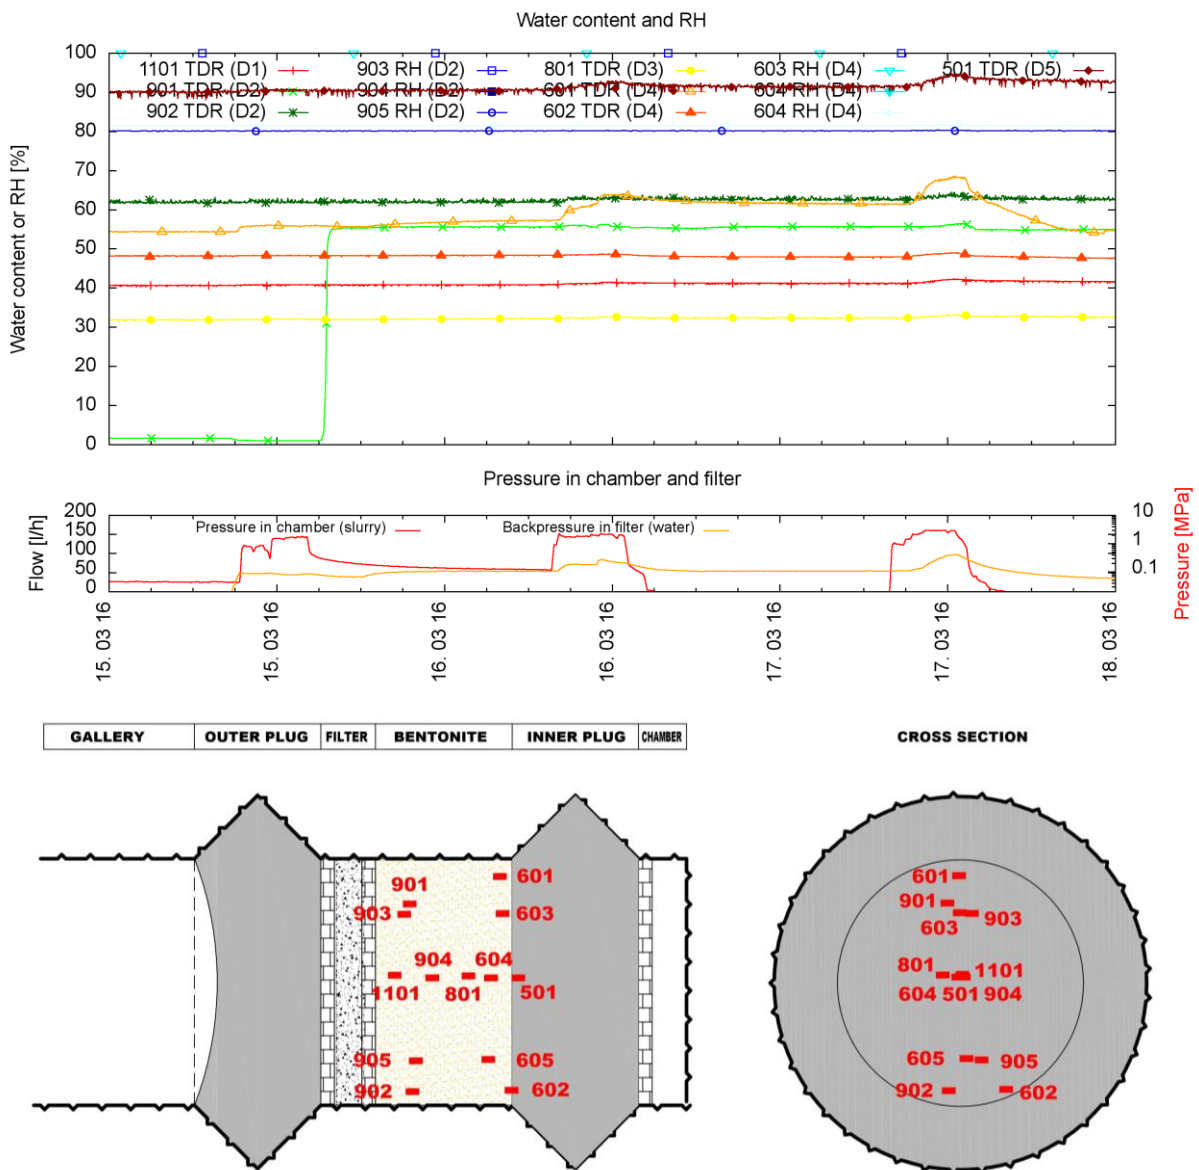 Water content and RH
Water content or RH [%]
100
90
80
70
60
50
40
30
20
10
0
1101 TDR (D1)
901 TDR (D2)
902 TDR (D2)
903 RH (D2)
904 RH (D2)
905 RH (D2)
801 TDR (D3)
601 TDR (D4)
602 TDR (D4)
603 RH (D4)
604 RH (D4)
604 RH (D4)
501 TDR (D5)
Pressure in chamber and filter
Flow [l/h]
200
150
100
50
0
Pressure in chamber (slurry)
Backpressure in filter (water)
10
1
0.1
Pressure [MPa]
15. 03 16
15. 03 16
16. 03 16
16. 03 16
17. 03 16
17. 03 16
18. 03 16
GALLERY OUTER PLUG FILTER BENTONITE INNER PLUG CHAMBER
901
601
903
603
904 604
1101 801 501
905
605
902
602
CROSS SECTION
601
901
603 903
801 1101
604 501 904
605 905
902 602